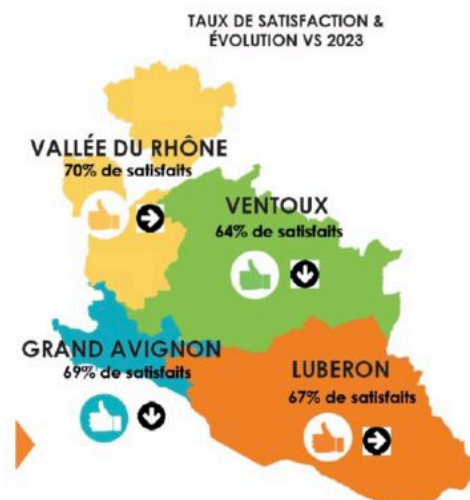 TAUX DE SATISFACTION &
ÉVOLUTION VS 2023
VALLÉE DU RHÔNE
70% de satisfaits
VENTOUX
64% de satisfaits
GRAND AVIGNON
69% de satisfaits
LUBERON
67% de satisfaits